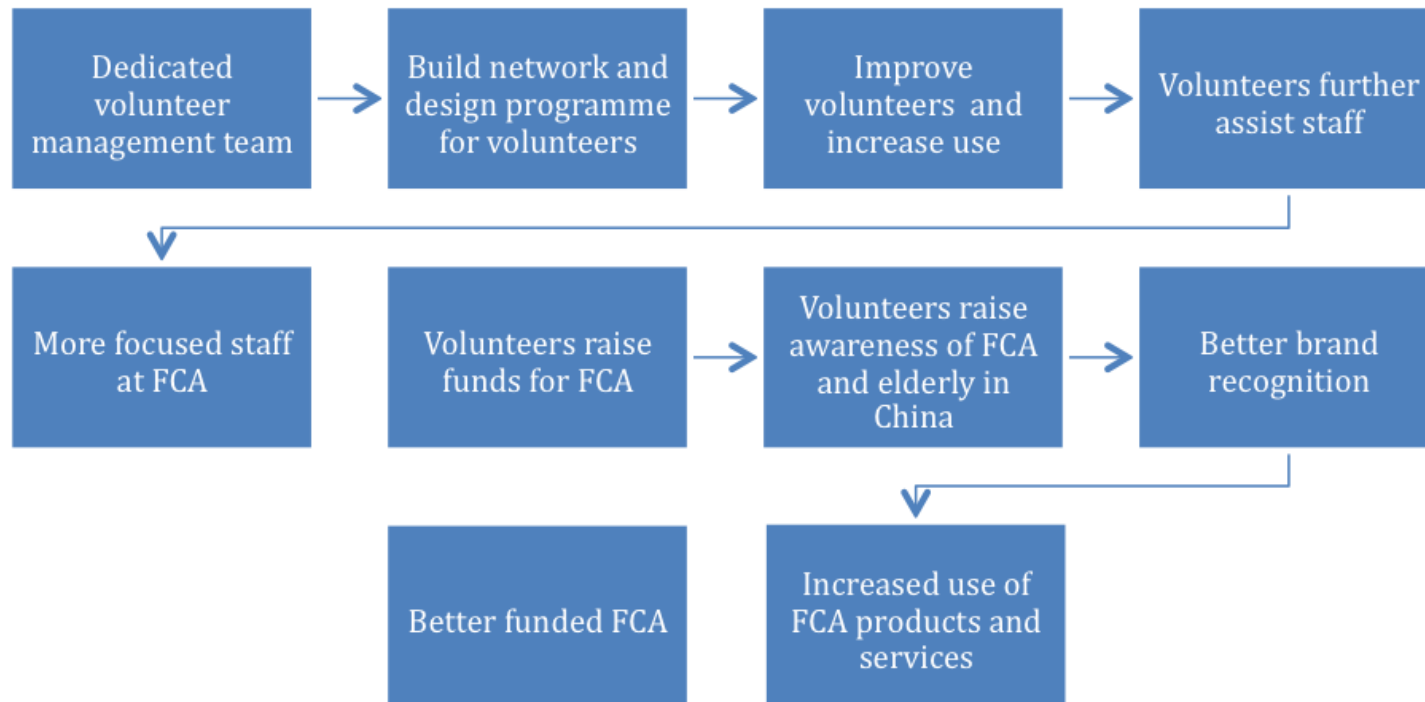 Dedicated
volunteer
management team
Build network and
design programme
for volunteers
Improve
volunteers and
increase use
Volunteers further
assist staff
More focused staff
at FCA
Volunteers raise
funds for FCA
Volunteers raise
awareness of FCA
and elderly in
China
Better brand
recognition
Better funded FCA
Increased use of
FCA products and
services